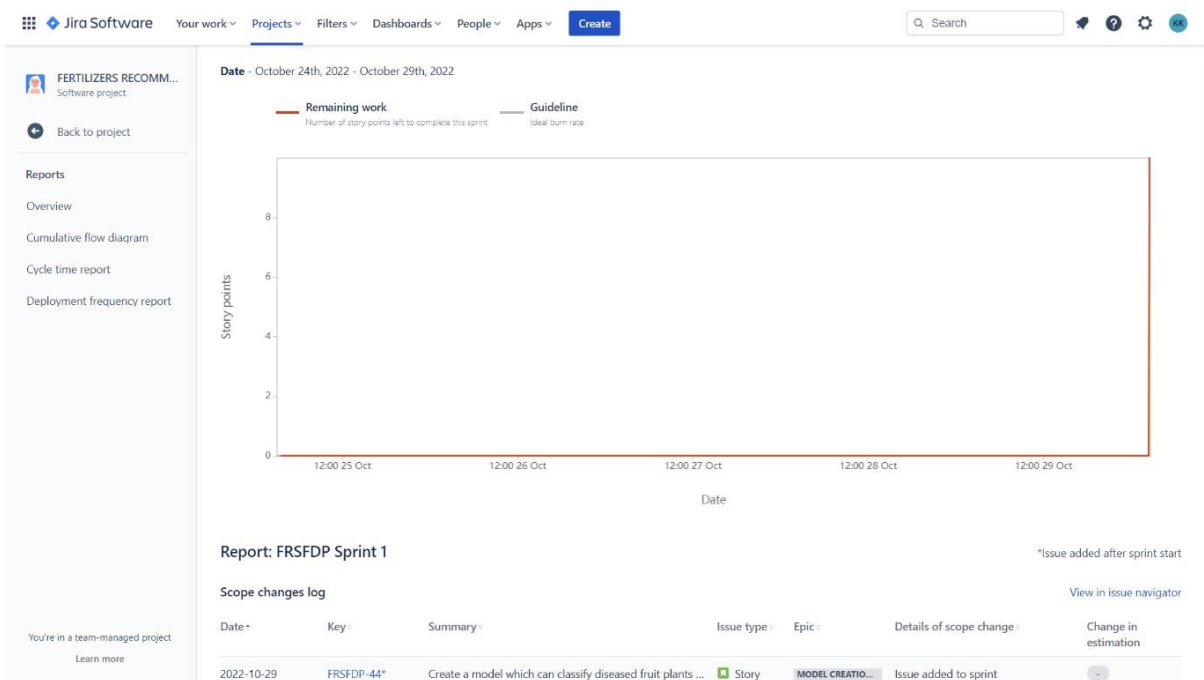 Jira Software Your work Projects Filters Dashboards People Apps Create Search KK
FERTILIZERS RECOMM...
Software project
Back to project
Reports
Overview
Cumulative flow diagram
Cycle time report
Deployment frequency report
You're in a team-managed project
Learn more
Date - October 24th, 2022 - October 29th, 2022
Remaining work
Number of story points left to complete this sprint
Guideline
Ideal burn rate
Story points
8
6
4
2
0
12:00 25 Oct 12:00 26 Oct 12:00 27 Oct 12:00 28 Oct 12:00 29 Oct
Date
Report: FRSFDP Sprint 1
*Issue added after sprint start
Scope changes log
View in issue navigator
Date Key Summary Issue type Epic Details of scope change Change in
estimation
2022-10-29 FRSFDP-44* Create a model which can classify diseased fruit plants ... Story MODEL CREATIO... Issue added to sprint -